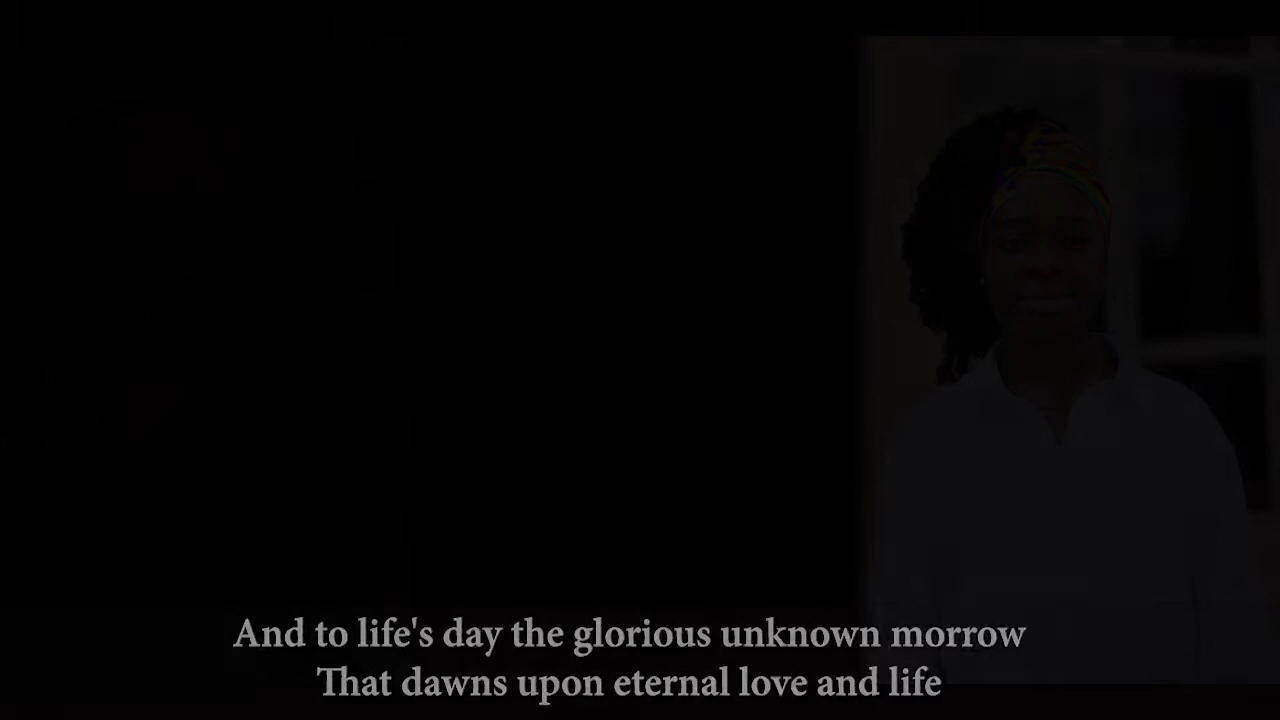 And to life's day the glorious unknown morrow
That dawns upon eternal love and life